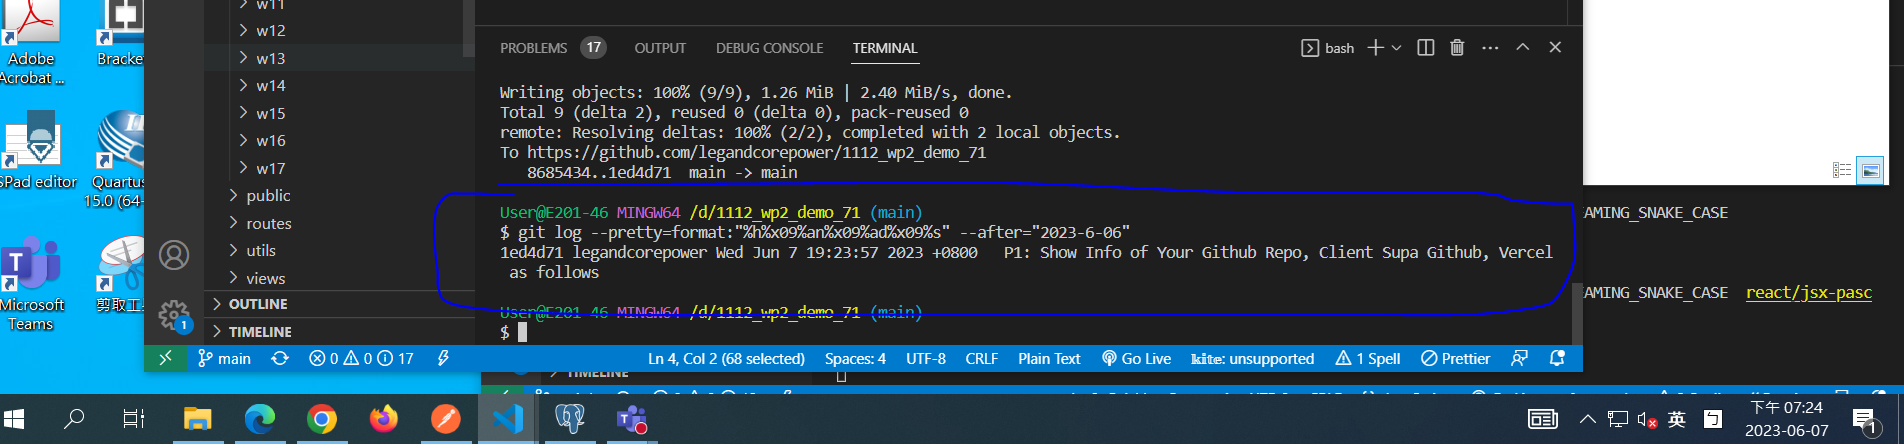 Adobe
Acrobat ...
Bracke
SPad editor
Quartus
15.0 (64-
Microsoft
Teams
剪取工
w11
w12
w13
w14
w15
w16
w17
public
routes
utils
views
OUTLINE
TIMELINE
PROBLEMS 17 OUTPUT DEBUG CONSOLE TERMINAL
bash
Writing objects: 100% (9/9), 1.26 MiB | 2.40 MiB/s, done.
Total 9 (delta 2), reused 0 (delta 0), pack-reused 0
remote: Resolving deltas: 100% (2/2), completed with 2 local objects.
To https://github.com/legandcorepower/1112_wp2_demo_71
8685434..1ed4d71 main -> main
User@E201-46 MINGW64 /d/1112_wp2_demo_71 (main)
$ git log --pretty=format:"%h%x09%an%x09%ad%x09%s" --after="2023-6-06"
1ed4d71 legandcorepower Wed Jun 7 19:23:57 2023 +0800 P1: Show Info of Your Github Repo, Client Supa Github, Vercel
as follows
User@E201-46 MINGW64 /d/1112_wp2_demo_71 (main)
$
AMING_SNAKE_CASE
AMING_SNAKE_CASE react/jsx-pasc
1
main 0 0 17 Ln 4, Col 2 (68 selected) Spaces: 4 UTF-8 CRLF Plain Text Go Live kite: unsupported 1 Spell Prettier
TIMELINE
英
下午 07:24
2023-06-07
1